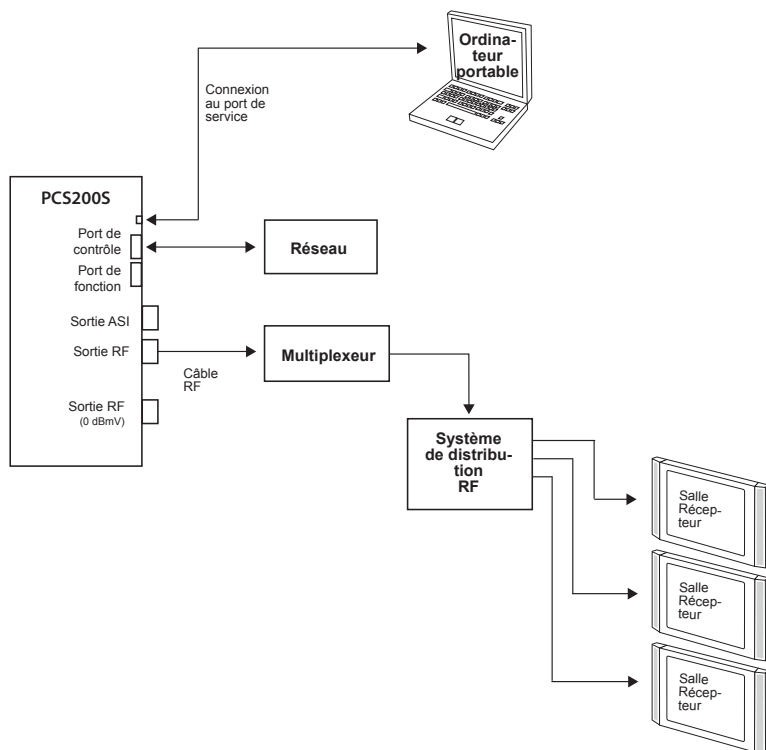 Ordina-
teur
portable
Connexion
au port de
service
PCS200S
Port de
contrôle
Réseau
Port de
fonction
Sortie ASI
Sortie RF
Câble
RF
Multiplexeur
Sortie RF
(0 dBmV)
Système
de distribu-
tion
RF
Salle
Récep-
teur
Salle
Récep-
teur
Salle
Récep-
teur